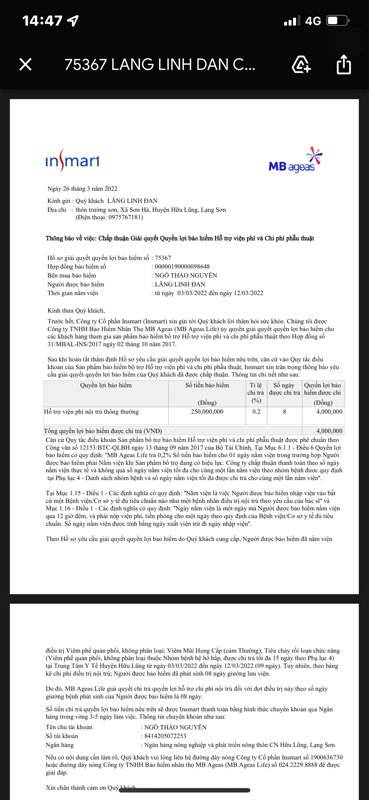 14:47
4G
75367 LANG LINH DAN C...
insmart
MB ageas
Ngày 26 tháng 3 năm 2022
Kính gửi : Quý khách LĂNG LINH ĐAN
Địa chỉ : thôn trường sơn, Xã Sơn Hà, Huyện Hữu Lũng, Lạng Sơn
(Điện thoại: 0975767181)
Thông báo về việc: Chấp thuận Giải quyết Quyền lợi bảo hiểm Hỗ trợ viện phí và Chi phí phẫu thuật
Hồ sơ giải quyết quyền lợi bảo hiểm số : 75367
Hợp đồng bảo hiểm số : 00000190000098648
Bên mua bảo hiểm : NGÔ THẢO NGUYÊN
Người được bảo hiểm : LĂNG LINH ĐAN
Thời gian nằm viện : từ ngày 03/03/2022 đến ngày 12/03/2022
Kính thưa Quý khách,
Trước hết, Công ty Cổ phần Insmart (Insmart) xin gửi tới Quý khách lời thăm hỏi sức khỏe. Chúng tôi được
Công ty TNHH Bảo hiểm Nhân Thọ MB Ageas (MB Ageas Life) ủy quyền giải quyết quyền lợi bảo hiểm cho
các khách hàng tham gia sản phẩm bảo hiểm bổ trợ Hỗ trợ viện phí và chi phí phẫu thuật theo Hợp đồng số
31/MBAL-INS/2017 ngày 02 tháng 10 năm 2017.
Sau khi hoàn tất thẩm định Hồ sơ yêu cầu giải quyết quyền lợi bảo hiểm nêu trên, căn cứ vào Quy tắc điều
khoản của Sản phẩm bảo hiểm bổ trợ Hỗ trợ viện phí và chi phí phẫu thuật, Insmart xin trân trọng thông báo yêu
cầu giải quyết quyền lợi bảo hiểm của Quý khách đã được chấp thuận. Thông tin chi tiết như sau:
Quyền lợi bảo hiểm Số tiền bảo hiểm Tỉ lệ Số ngày Quyền lợi bảo
chi trả được chi trả hiểm được chi
(Đồng) (%) (Đồng)
Hỗ trợ viện phí nội trú thông thường 250,000,000 0.2 8 4,000,000
Tổng quyền lợi bảo hiểm được chi trả (VNĐ) 4,000,000
Căn cứ Quy tắc điều khoản Sản phẩm bổ trợ bảo hiểm Hỗ trợ viện phí và chi phí phẫu thuật được phê chuẩn theo
Công văn số 12153/BTC-QLBH ngày 13 tháng 09 năm 2017 của Bộ Tài Chính, Tại Mục 6.1.1 - Điều 6 Quyền lợi
bảo hiểm có quy định: "MB Ageas Life trả 0,2% Số tiền bảo hiểm cho 01 ngày nằm viện trong trường hợp Người
được bảo hiểm phải Nằm viện khi Sản phẩm bổ trợ đang có hiệu lực. Công ty chấp thuận thanh toán theo số ngày
nằm viện thực tế và không quá số ngày nằm viện tối đa cho cùng một lần nằm viện theo nhóm bệnh được quy định
tại Phụ lục 4 - Danh sách nhóm bệnh và số ngày nằm viện tối đa được chi trả cho cùng một lần nằm viện".
Tại Mục 1.15 - Điều 1 - Các định nghĩa có quy định: "Nằm viện là việc Người được bảo hiểm nhập viện vào bất
cứ một Bệnh viện/Cơ sở y tế đủ tiêu chuẩn nào như một bệnh nhân điều trị nội trú theo yêu cầu của bác sĩ" và
Mục 1.16 - Điều 1 - Các định nghĩa có quy định: "Ngày nằm viện là một ngày mà Người được bảo hiểm nằm viện
qua 12 giờ đêm, và phải nộp viện phí, tiền phòng cho một ngày theo quy định của Bệnh viện/Cơ sở y tế đủ tiêu
chuẩn. Số ngày nằm viện được tính bằng ngày xuất viện trừ đi ngày nhập viện".
Theo Hồ sơ yêu cầu giải quyết quyền lợi bảo hiểm do Quý khách cung cấp, Người được bảo hiểm đã nằm viện
điều trị Viêm phế quản phổi, không phân loại; Viêm Mũi Họng Cấp (cảm Thường); Tiêu chảy rối loạn chức năng
(Viêm phế quản phổi, không phân loại thuộc Nhóm bệnh hệ hô hấp, được chi trả tối đa 15 ngày theo Phụ lục 4)
tại Trung Tâm Y Tế Huyện Hữu Lũng từ ngày 03/03/2022 đến ngày 12/03/2022 (09 ngày). Tuy nhiên, theo bảng
kê chi phí điều trị nội trú; Người được bảo hiểm đã phát sinh 08 ngày giường lưu viện.
Do đó, MB Ageas Life giải quyết chi trả quyền lợi hỗ trợ chi phí nội trú đối với đợt điều trị này theo số ngày
giường bệnh phát sinh của Người được bảo hiểm là 08 ngày.
Số tiền chi trả quyền lợi bảo hiểm nêu trên sẽ được Insmart thanh toán bằng hình thức chuyển khoản qua Ngân
hàng trong vòng 3-5 ngày làm việc. Thông tin chuyển khoản như sau:
Tên chủ tài khoản : NGÔ THẢO NGUYÊN
Số tài khoản : 8414205072253
Ngân hàng : Ngân hàng nông nghiệp và phát triển nông thôn CN Hữu Lũng, Lạng Sơn
Nếu có nội dung cần làm rõ, Quý khách vui lòng liên hệ đường dây nóng Công ty Cổ phần Insmart số 1900636730
hoặc đường dây nóng Công ty TNHH Bảo hiểm nhân thọ MB Ageas (MB Ageas Life) số 024.2229.8888 để được
giải đáp.
Xin chân thành cảm ơn Quý khách.